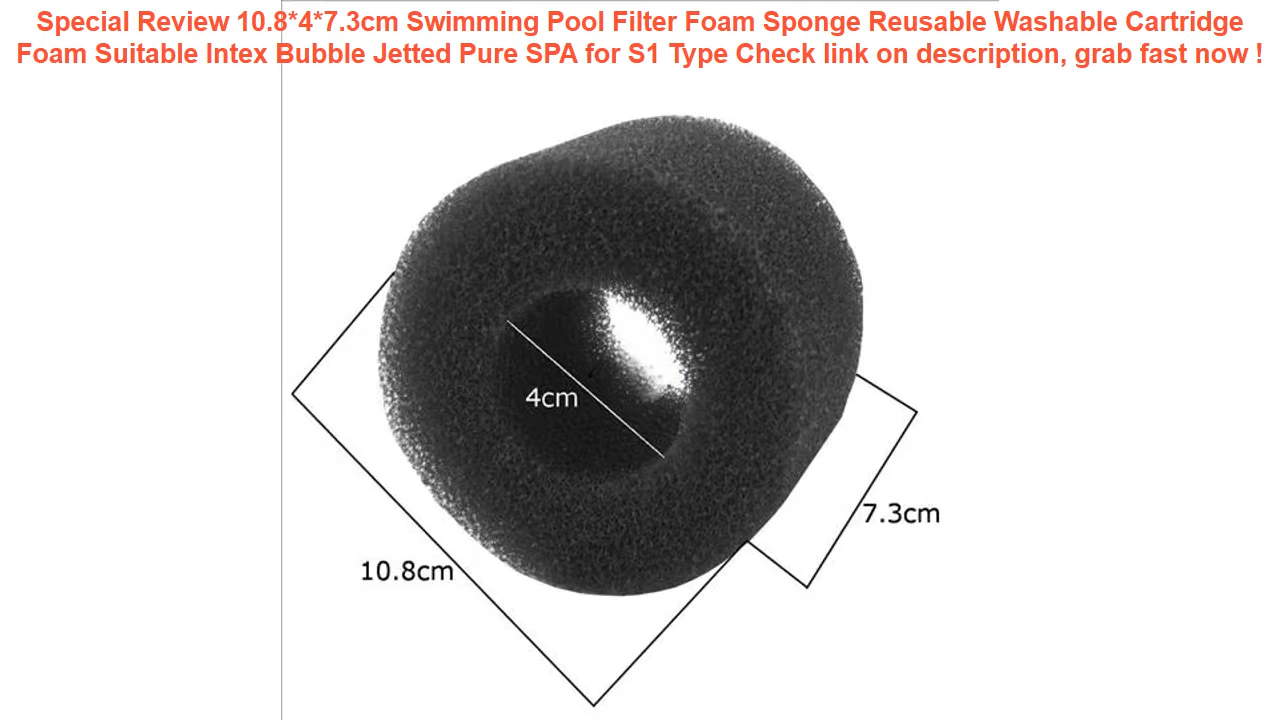 Special Review 10.8*4*7.3cm Swimming Pool Filter Foam Sponge Reusable Washable Cartridge
Foam Suitable Intex Bubble Jetted Pure SPA for S1 Type Check link on description, grab fast now !
4cm
7.3cm
10.8cm